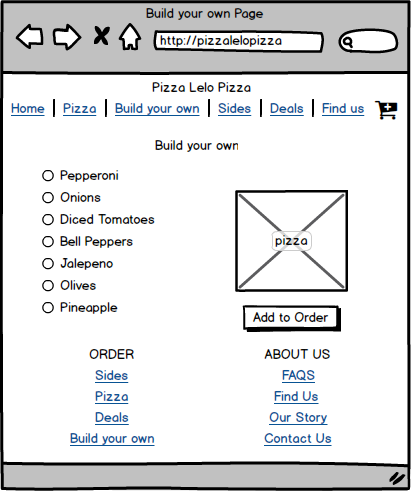 Build your own Page
http://pizzalelopizza
Pizza Lelo Pizza
Home Pizza Build your own Sides Deals Find us
Build your own
Pepperoni
Onions
Diced Tomatoes
Bell Peppers
Jalepeno
Olives
Pineapple
pizza
Add to Order
ORDER
Sides
Pizza
Deals
Build your own
ABOUT US
FAQS
Find Us
Our Story
Contact Us